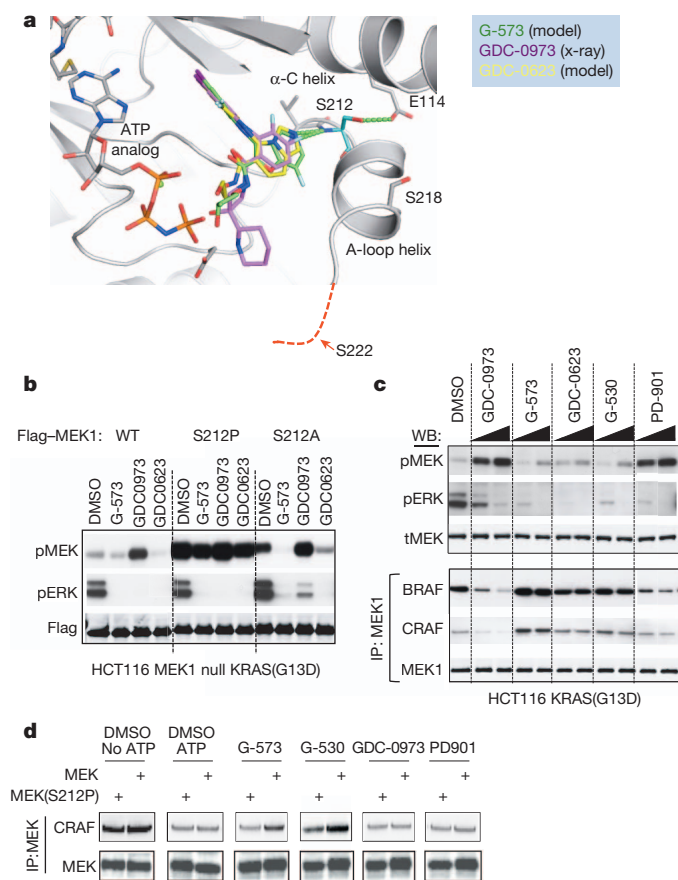 a
G-573 (model)
GDC-0973 (x-ray)
GDC-0623 (model)
α-C helix
S212
E114
ATP
analog
S218
A-loop helix
S222
b
Flag–MEK1: WT S212P S212A
DMSO G-573 GDC0973 GDC0623 DMSO G-573 GDC0973 GDC0623 DMSO G-573 GDC0973 GDC0623
pMEK
pERK
Flag
HCT116 MEK1 null KRAS(G13D)
c
DMSO GDC-0973 G-573 GDC-0623 G-530 PD-901
WB:
pMEK
pERK
tMEK
IP: MEK1
BRAF
CRAF
MEK1
HCT116 KRAS(G13D)
d
DMSO No ATP DMSO ATP G-573 G-530 GDC-0973 PD901
MEK + + + + + +
MEK(S212P) + + + + + +
IP:MEK
CRAF
MEK